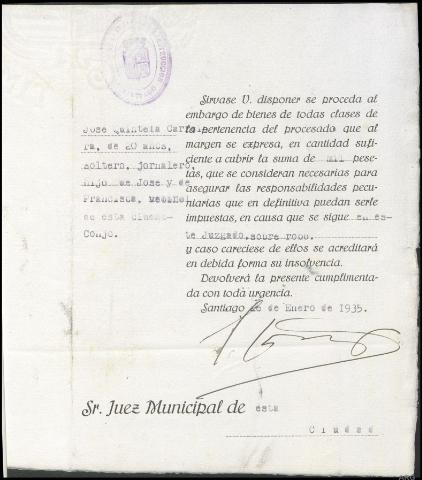 Sírvase V. disponer se proceda al
embargo de bienes de todas clases de
la pertenencia del procesado que al
margen se expresa, en cantidad sufi-
ciente a cubrir la suma de mil pese-
tas, que se consideran necesarias para
asegurar las responsabilidades pecu-
niarias que en definitiva puedan serle
impuestas, en causa que se sigue en es-
te Juzgado, sobre robo.
y caso careciese de ellos se acreditará
en debida forma su insolvencia.
Devolverá la presente cumplimenta-
da con toda urgencia.
Santiago de Enero de 1935.
José Quintela
ra, de 20 años,
soltero, jornalero
hijo de Jose y de
Francisca, vecino
de esta
Conjo.
Sr. Juez Municipal de esta
Ciudad